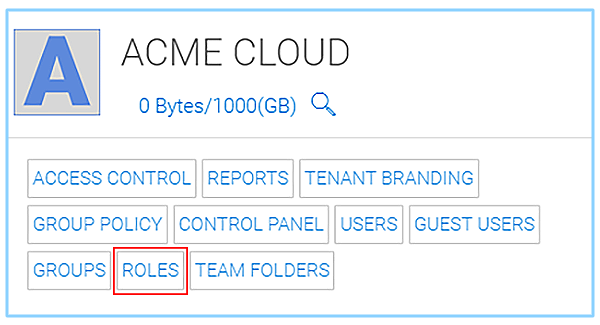 A
ACME CLOUD
0 Bytes/1000(GB)
ACCESS CONTROL REPORTS TENANT BRANDING
GROUP POLICY CONTROL PANEL USERS GUEST USERS
GROUPS ROLES TEAM FOLDERS